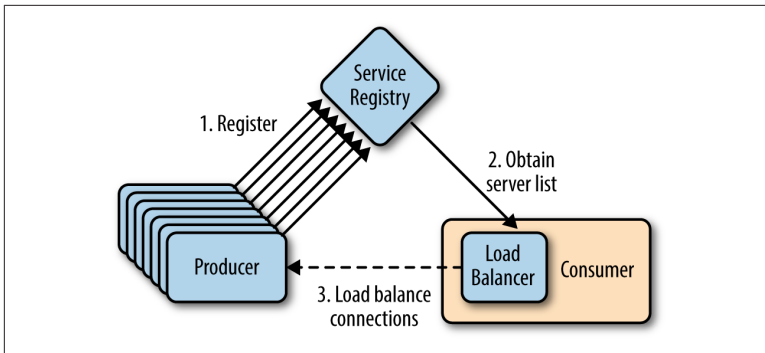 Service
Registry
1. Register
2. Obtain
server list
Producer
Load
Balancer
Consumer
3. Load balance
connections